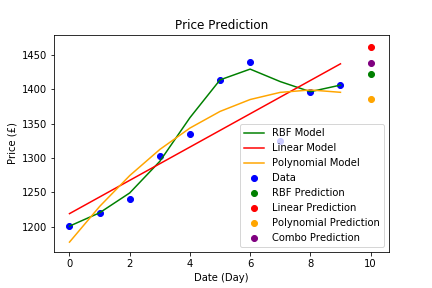 Price Prediction
Price (£)
1450
1400
1350
1300
1250
1200
RBF Model
Linear Model
Polynomial Model
Data
RBF Prediction
Linear Prediction
Polynomial Prediction
Combo Prediction
0 2 4 6 8 10
Date (Day)